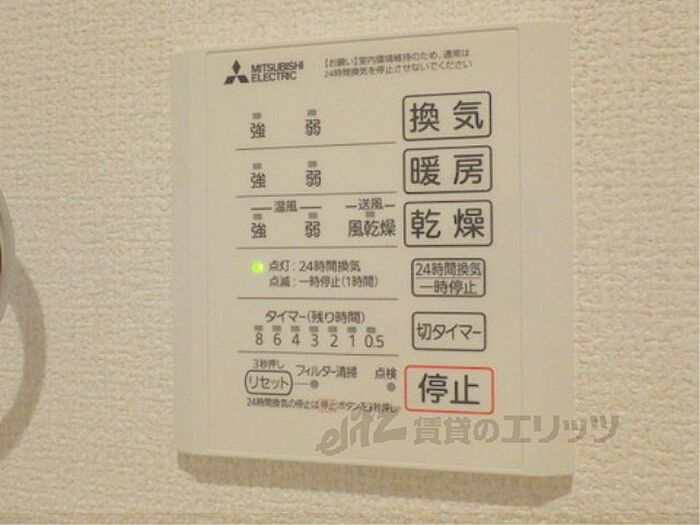 MITSUBISHI
ELECTRIC
【お願い】室内環境維持のため、通常は
24時間換気を停止させないでください
強 弱 換気
強 弱 暖房
温風 送風
強 弱 風乾燥 乾燥
点灯:24時間換気
点滅:一時停止(1時間)
24時間換気
一時停止
タイマー(残り時間)
8 6 4 3 2 1 0.5
切タイマー
3秒押し
リセット フィルター清掃 点検
停止
24時間換気の停止は停止ボタンを3秒押し
elitz 賃貸のエリッツ